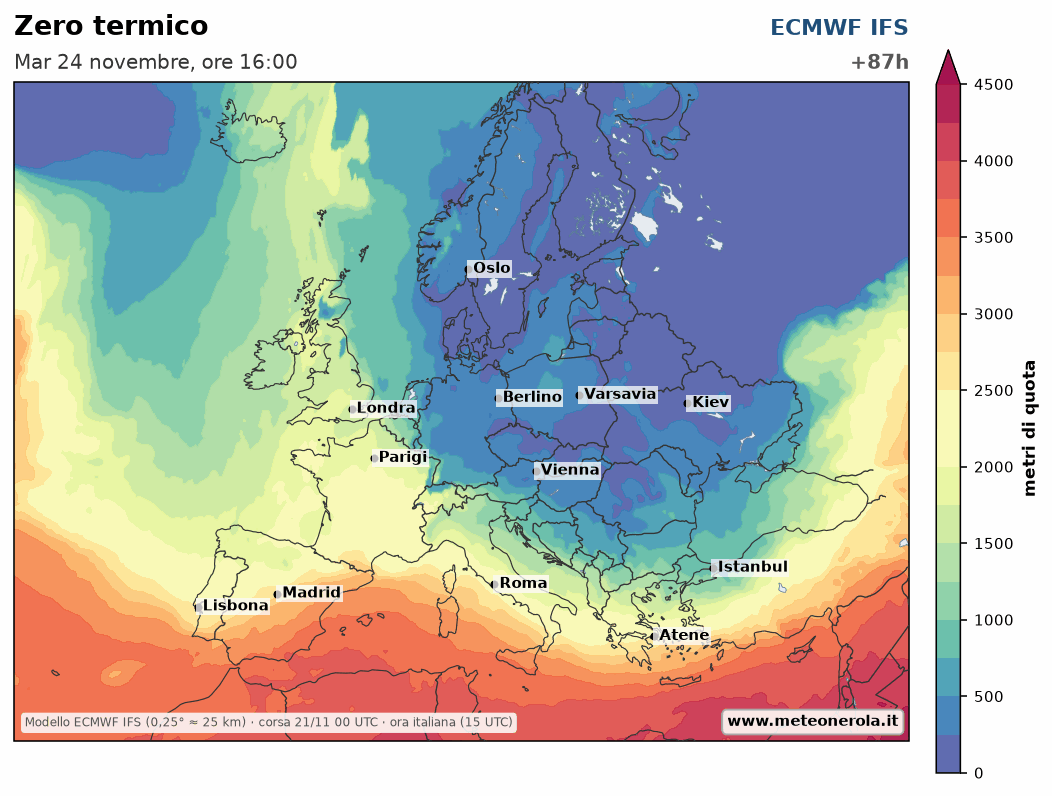 Zero termico
ECMWF IFS
Mar 24 novembre, ore 16:00
+87h
4500
4000
3500
3000
2500
2000
1500
1000
500
0
metri di quota
Oslo
Berlino
Varsavia
Kiev
Londra
Parigi
Vienna
Istanbul
Roma
Madrid
Lisbona
Atene
Modello ECMWF IFS (0,25° ≈ 25 km) · corsa 21/11 00 UTC · ora italiana (15 UTC)
www.meteonerola.it